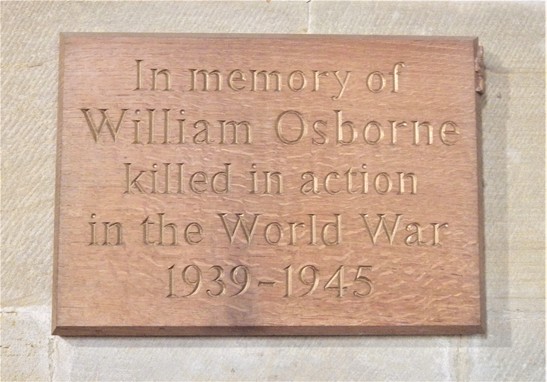 In memory of
William Osborne
killed in action
in the World War
1939-1945